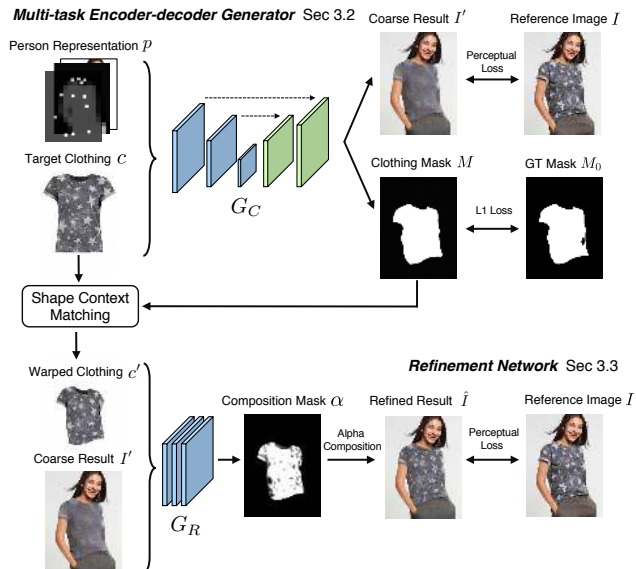 Multi-task Encoder-decoder Generator Sec 3.2
Person Representation p
Target Clothing c
G_C
Coarse Result I'
Perceptual
Loss
Reference Image I
Clothing Mask M
L1 Loss
GT Mask M_0
Shape Context
Matching
Refinement Network Sec 3.3
Warped Clothing c'
Coarse Result I'
G_R
Composition Mask α
Alpha
Composition
Refined Result Î
Perceptual
Loss
Reference Image I